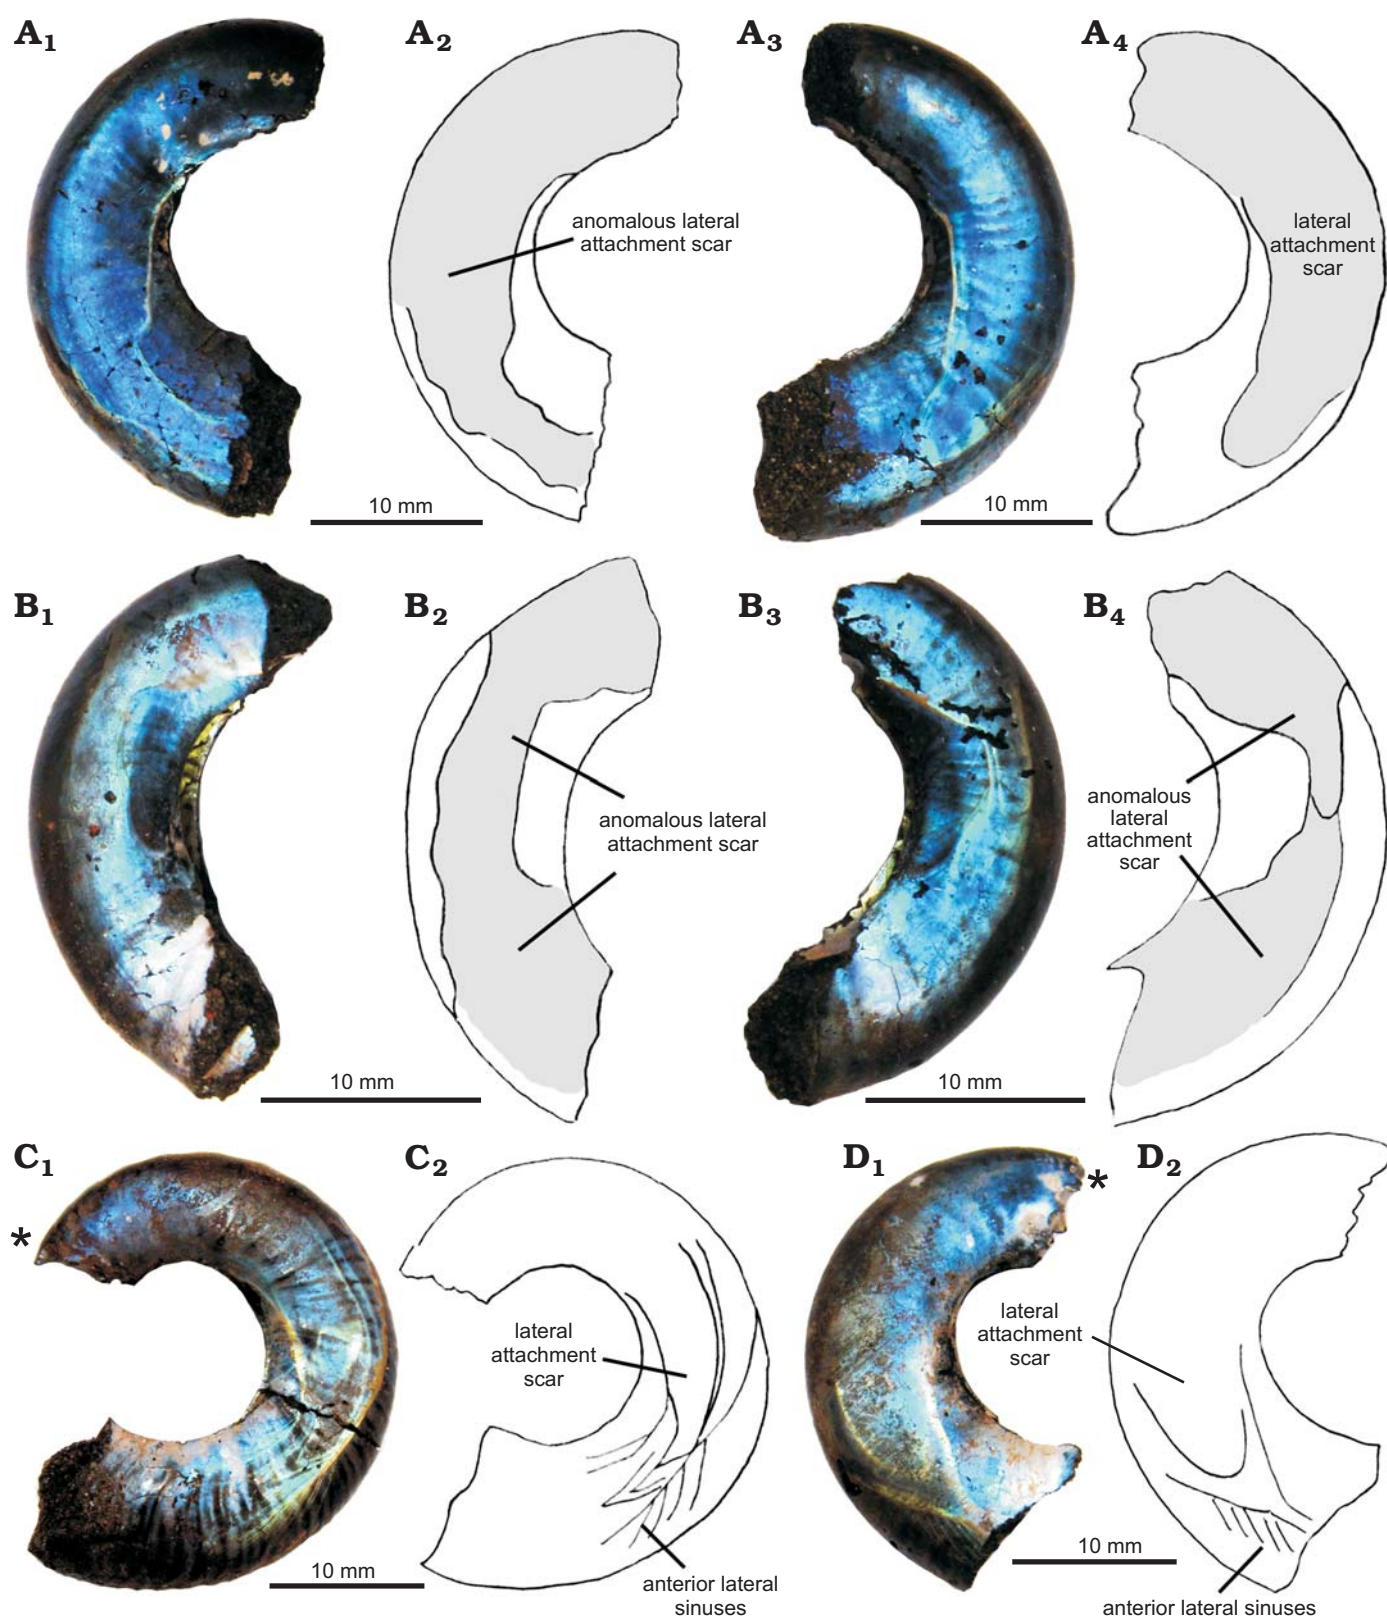 A1
A2
A3
A4
anomalous lateral
attachment scar
lateral
attachment
scar
10 mm
10 mm
B1
B2
B3
B4
anomalous lateral
attachment scar
anomalous
lateral
attachment
scar
10 mm
10 mm
C1
C2
D1
D2
*
*
lateral
attachment
scar
lateral
attachment
scar
10 mm
10 mm
anterior lateral
sinuses
anterior lateral sinuses